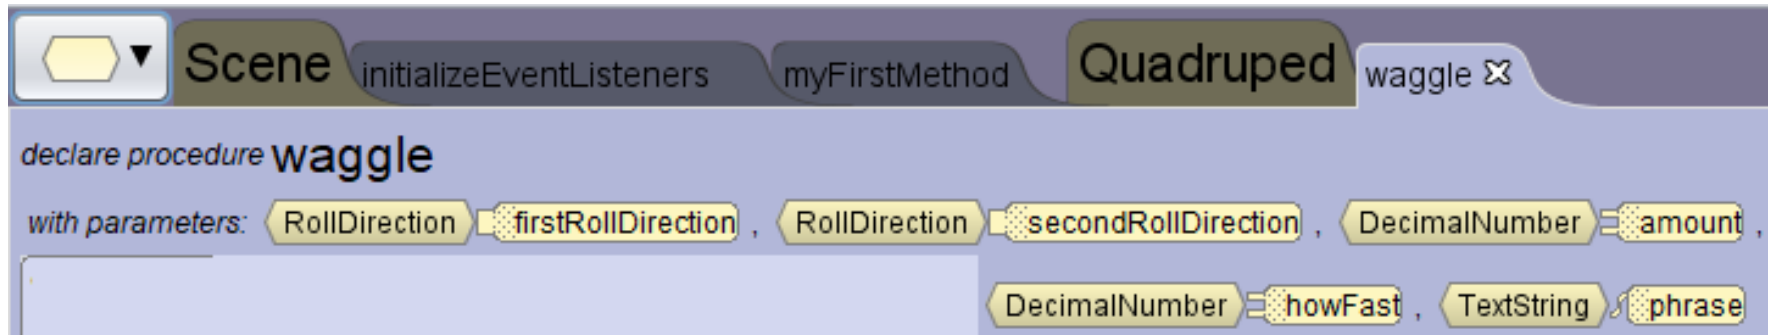 Scene initializeEventListeners myFirstMethod Quadruped waggle
declare procedure waggle
with parameters: RollDirection firstRollDirection , RollDirection secondRollDirection , DecimalNumber amount ,
DecimalNumber howFast , TextString phrase